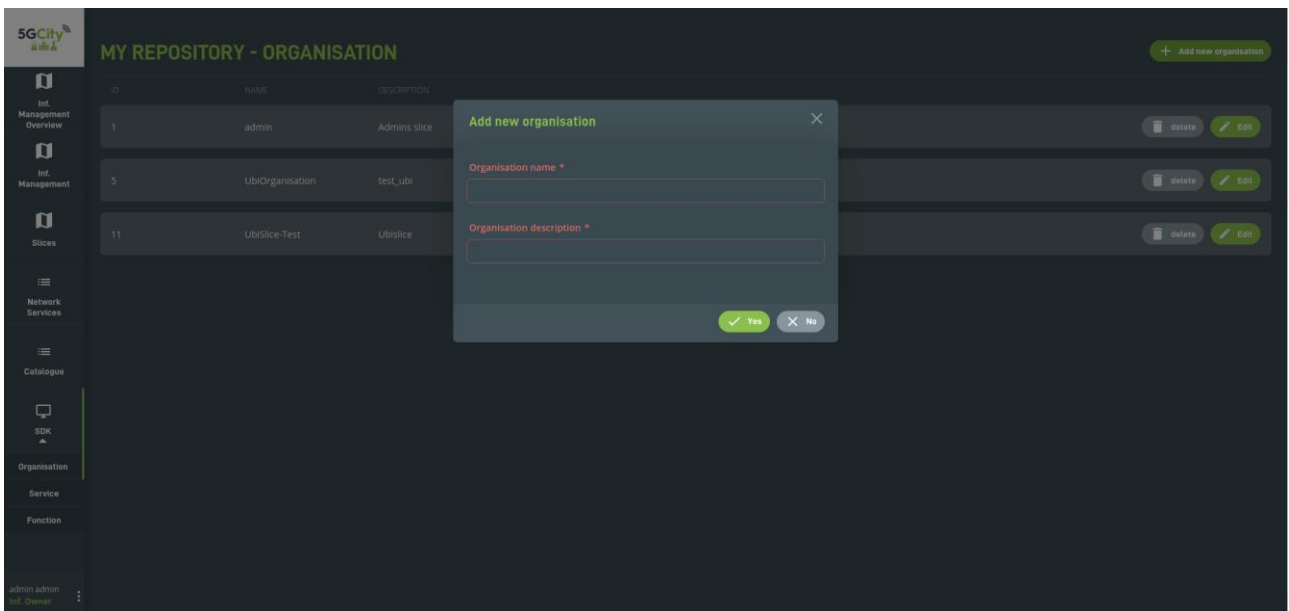 5GCity
MY REPOSITORY - ORGANISATION
Add new organisation
Inf.
Management
Overview
Inf.
Management
Slices
Network
Services
Catalogue
SDK
Organisation
Service
Function
admin admin
Inf. Owner
ID NAME DESCRIPTION
1 admin Admins slice delete Edit
5 UbiOrganisation test_ubi delete Edit
11 UbiSlice-Test Ubislice delete Edit
Add new organisation
Organisation name *
Organisation description *
Yes No